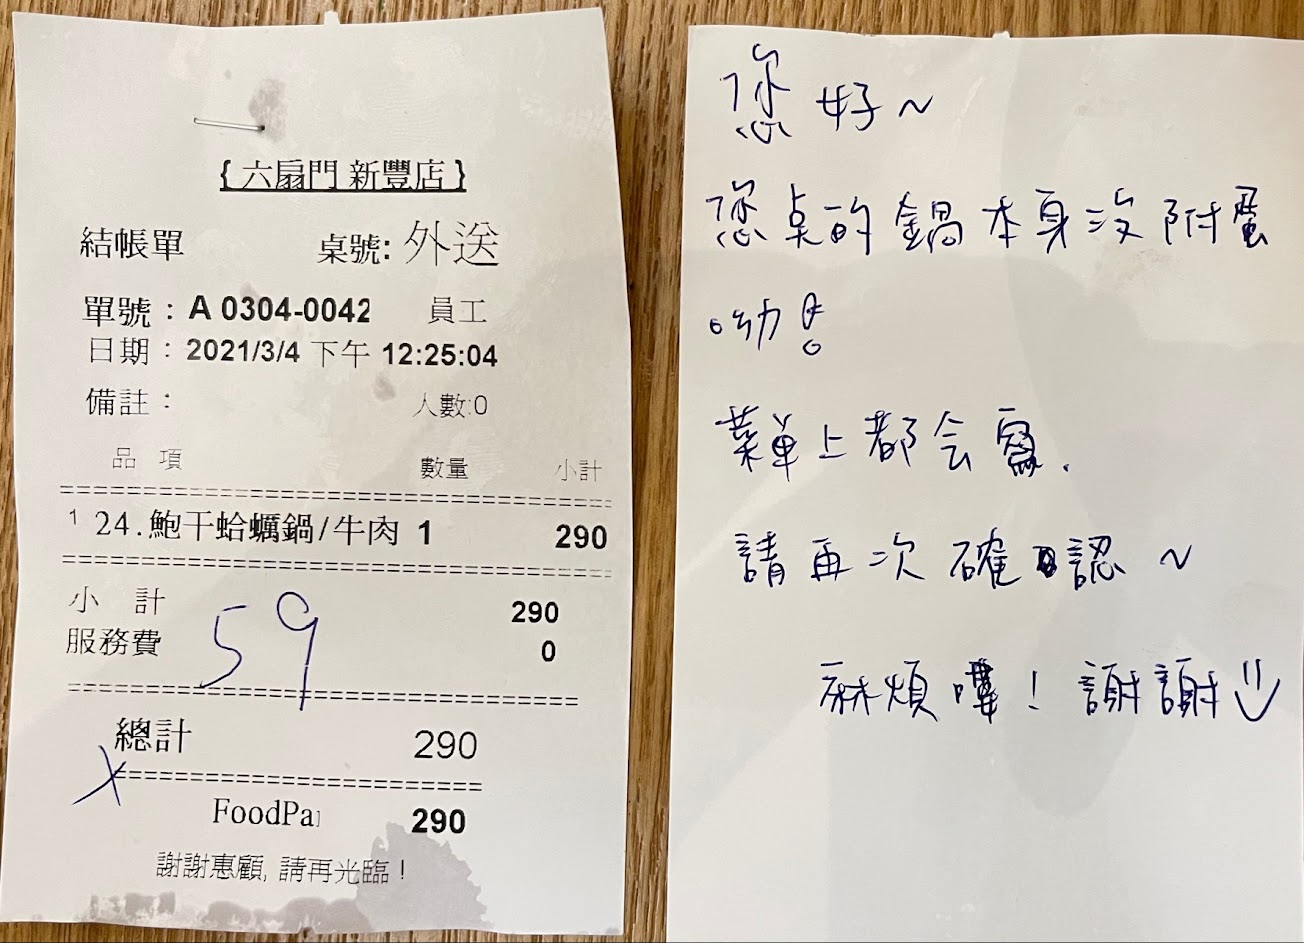 { 六扇門 新豐店 }
結帳單 桌號: 外送
單號：A 0304-0042 員工
日期：2021/3/4 下午 12:25:04
備註： 人數:0
品 項 數量 小計
1 24.鮑干蛤蠣鍋/牛肉 1 290
小 計 290
服務費 0
59
總計 290
FoodPa 290
謝謝惠顧, 請再光臨！
您好~
您桌的鍋本身沒附蛋
呦！
菜單上都会寫.
請再次確認~
麻煩嘍！謝謝